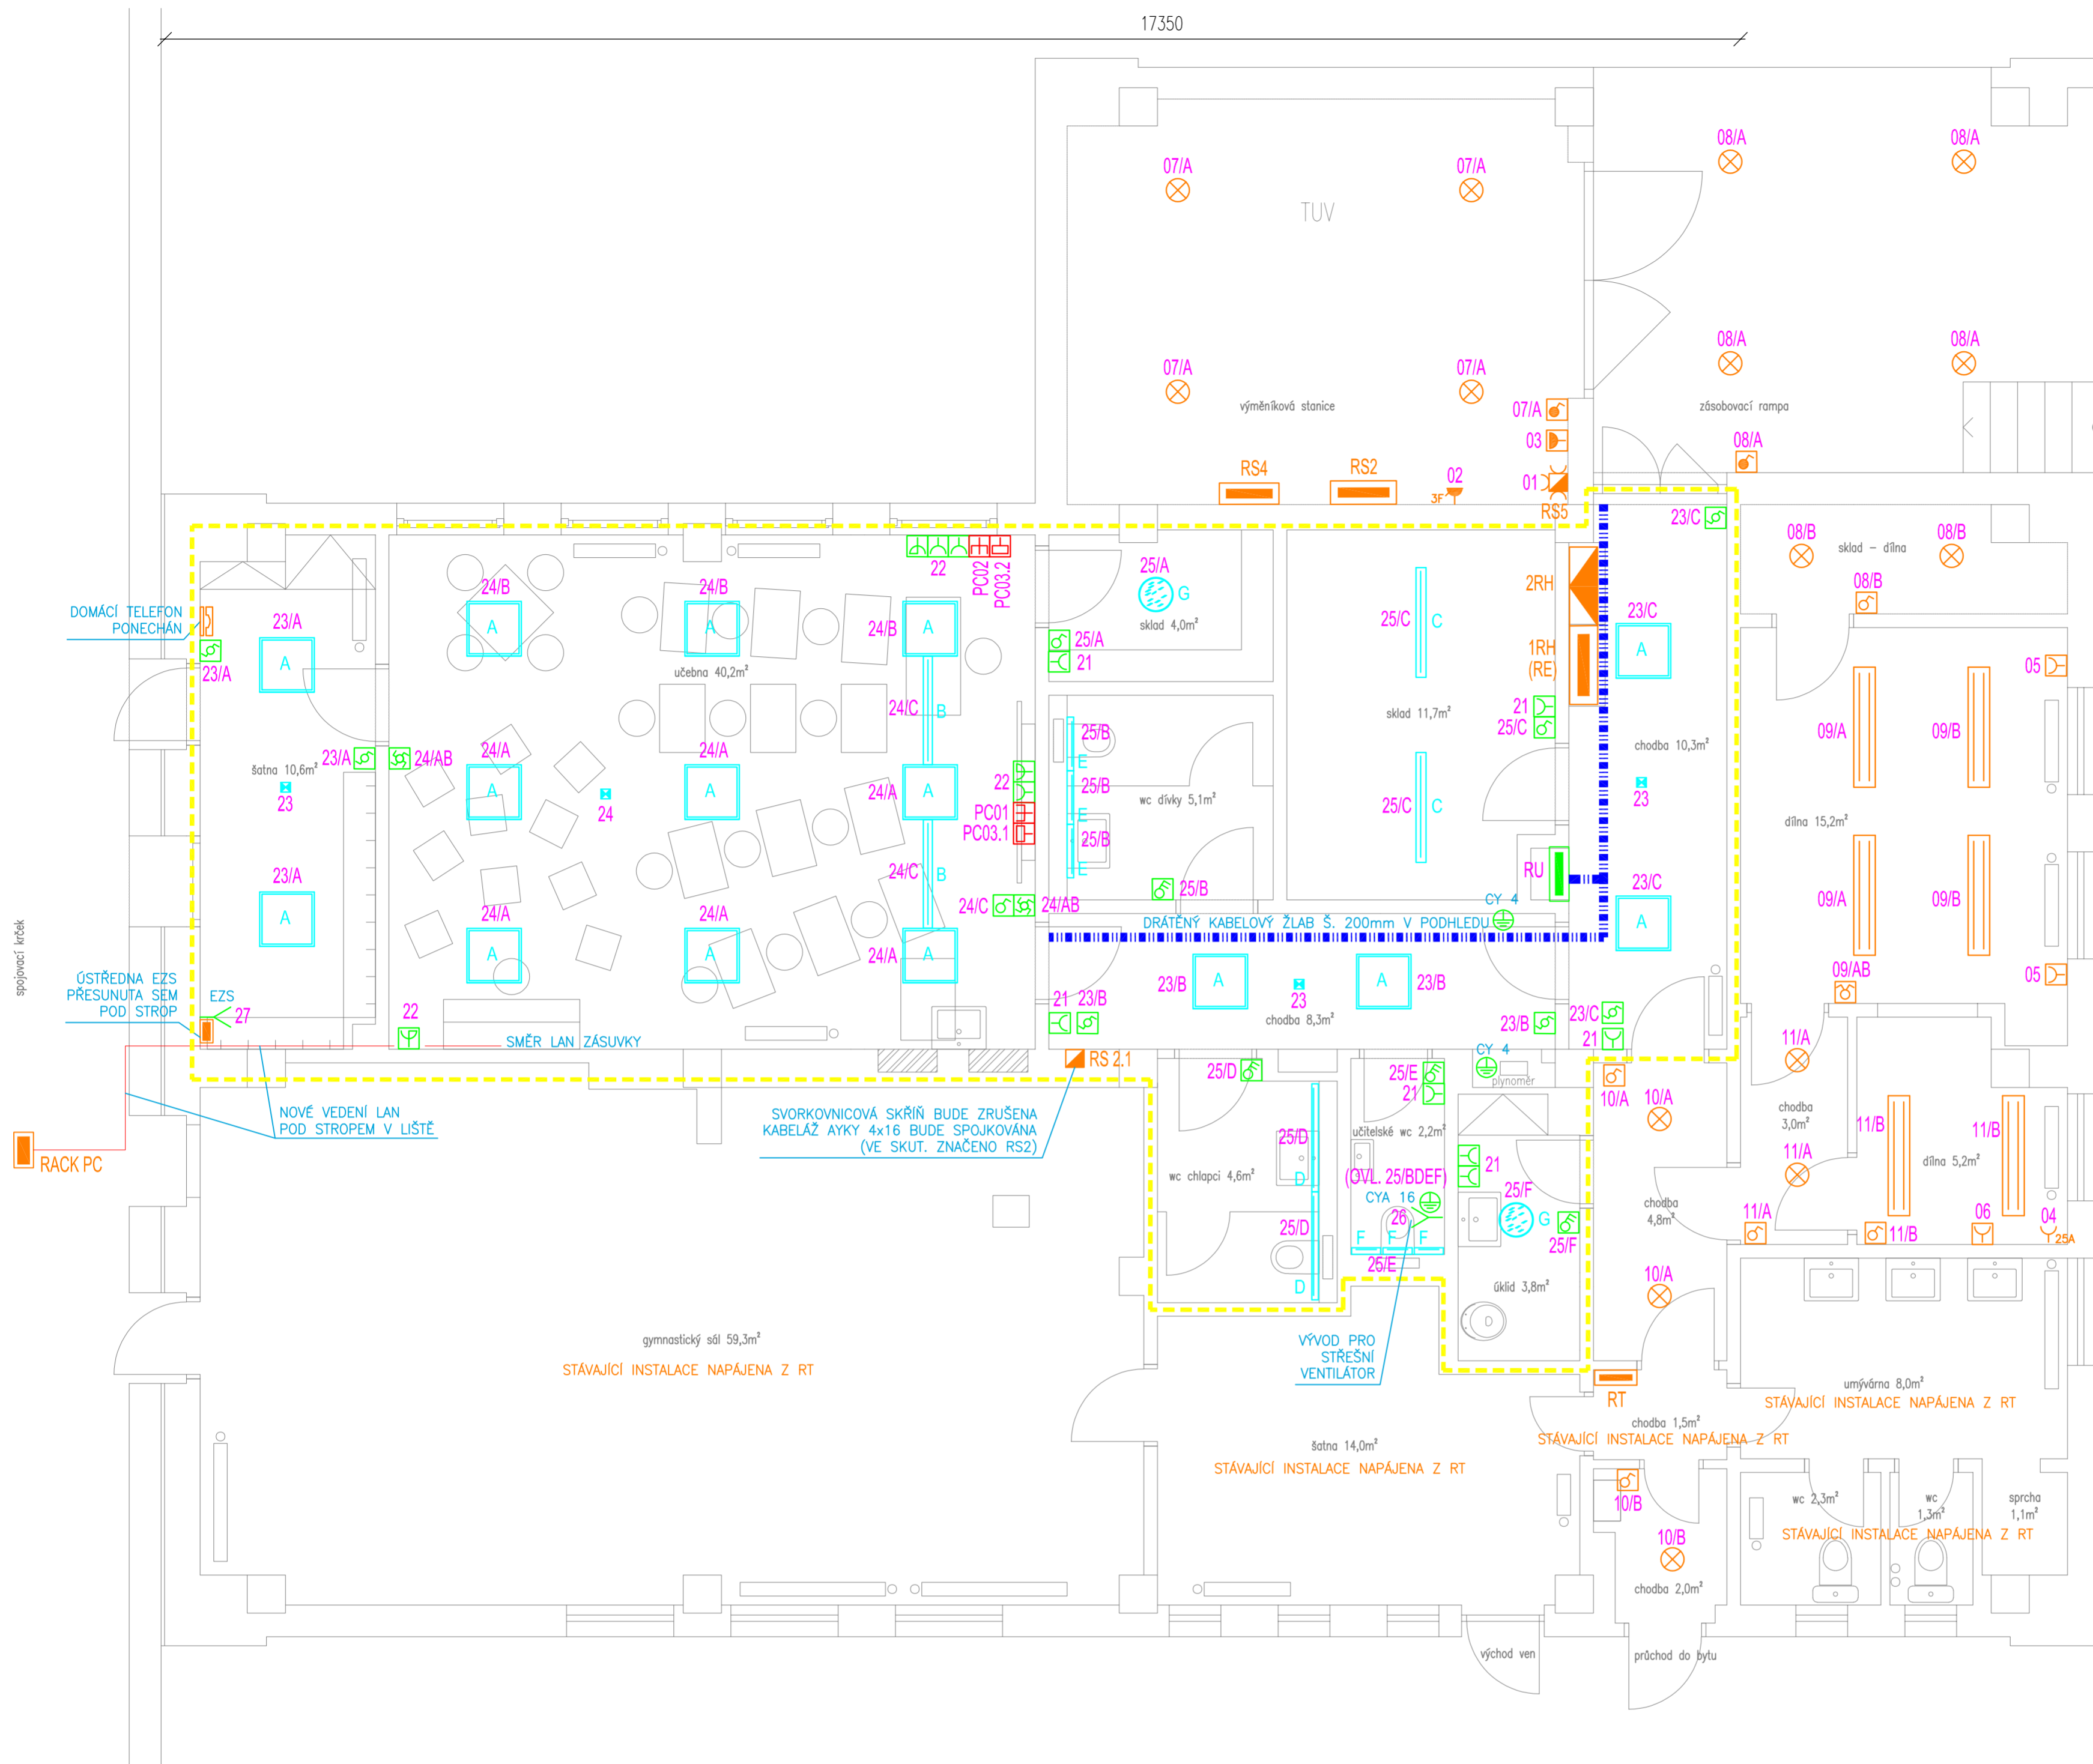 17350
08/A
08/A
07/A
07/A
TUV
08/A
08/A
07/A
07/A
výměníková stanice
zásobovací rampa
07/A
03
08/A
RS4
RS2
02
3F
01
RS5
23/C
08/B
08/B
sklad – dílna
08/B
22
PC02
PC03.2
25/A
G
sklad 4,0m²
2RH
1RH
(RE)
DOMÁCÍ TELEFON
PONECHÁN
23/A
A
23/A
24/B
A
24/B
A
24/B
A
učebna 40,2m²
25/A
21
25/C
C
23/C
A
05
24/C
B
sklad 11,7m²
21
25/C
chodba 10,3m²
09/A
09/B
25/B
E
25/B
E
25/B
E
wc dívky 5,1m²
23/A
24/AB
šatna 10,6m²
23
24/A
A
24/A
A
24/A
A
24
22
PC01
PC03.1
25/C
C
23
dílna 15,2m²
23/A
A
24/C
B
24/C
24/AB
25/B
RU
23/C
A
09/A
09/B
spojovací krček
24/A
A
24/A
A
24/A
A
CY 4
DRÁTĚNÝ KABELOVÝ ŽLAB Š. 200mm V PODHLEDU
09/AB
05
23/B
A
A
23/B
23
chodba 8,3m²
ÚSTŘEDNA EZS
PŘESUNUTA SEM
POD STROP
EZS
27
22
SMĚR LAN ZÁSUVKY
21
23/B
23/B
23/C
21
RS 2.1
25/D
25/E
21
CY 4
plynoměr
10/A
10/A
11/A
NOVÉ VEDENÍ LAN
POD STROPEM V LIŠTĚ
SVORKOVNICOVÁ SKŘÍŇ BUDE ZRUŠENA
KABELÁŽ AYKY 4x16 BUDE SPOJKOVÁNA
(VE SKUT. ZNAČENO RS2)
RACK PC
25/D
D
wc chlapci 4,6m²
učitelské wc 2,2m²
(OVL. 25/BDEF)
CYA 16
26
21
25/F
G
25/F
chodba
3,0m²
11/A
11/B
11/B
dílna 5,2m²
chodba
4,8m²
11/A
11/B
06
04
25A
25/D
D
F
F
F
25/E
úklid 3,8m²
10/A
gymnastický sál 59,3m²
STÁVAJÍCÍ INSTALACE NAPÁJENA Z RT
VÝVOD PRO
STŘEŠNÍ
VENTILÁTOR
D
RT
umývárna 8,0m²
STÁVAJÍCÍ INSTALACE NAPÁJENA Z RT
chodba 1,5m²
STÁVAJÍCÍ INSTALACE NAPÁJENA Z RT
šatna 14,0m²
STÁVAJÍCÍ INSTALACE NAPÁJENA Z RT
10/B
wc 2,3m²
wc
1,3m²
sprcha
1,1m²
STÁVAJÍCÍ INSTALACE NAPÁJENA Z RT
10/B
chodba 2,0m²
východ ven
průchod do bytu